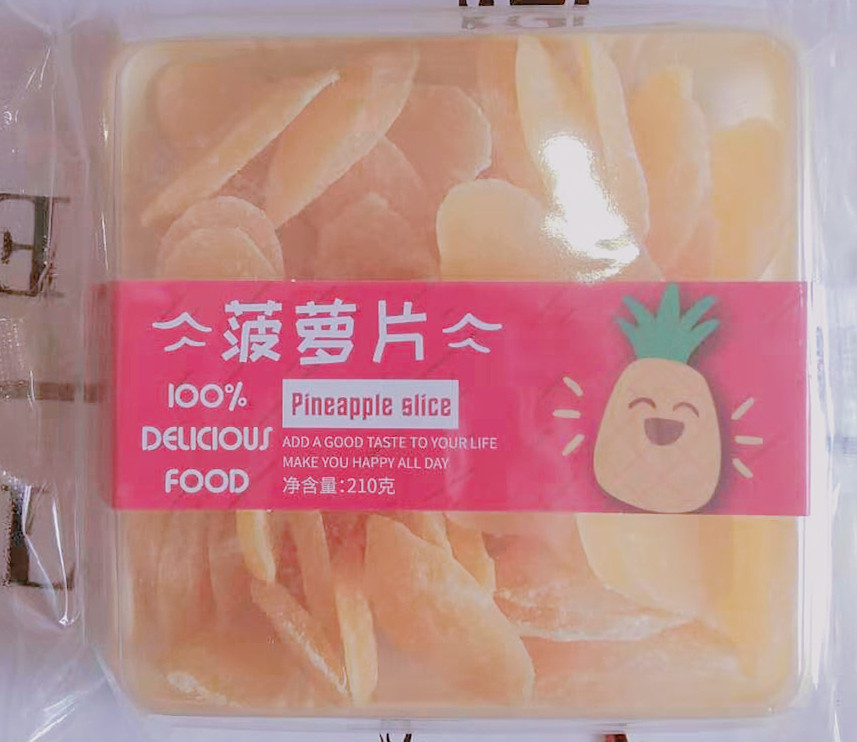 菠萝片
100%
DELICIOUS
FOOD
Pineapple slice
ADD A GOOD TASTE TO YOUR LIFE
MAKE YOU HAPPY ALL DAY
净含量:210克